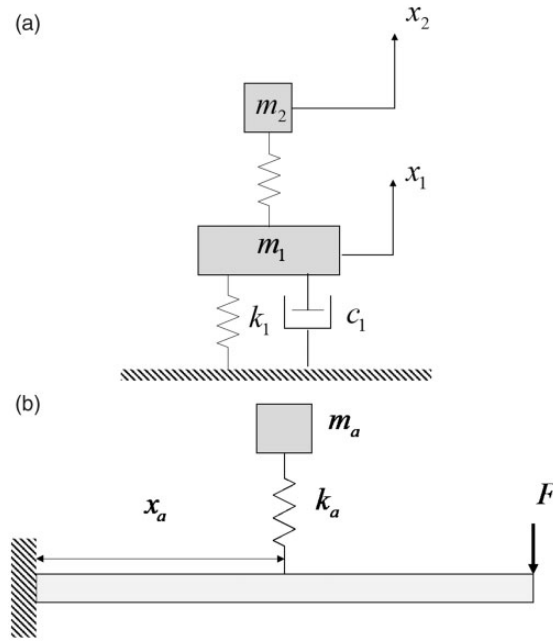 (a)
x₂
m₂
x₁
m₁
k₁
c₁
(b)
mₐ
kₐ
xₐ
F